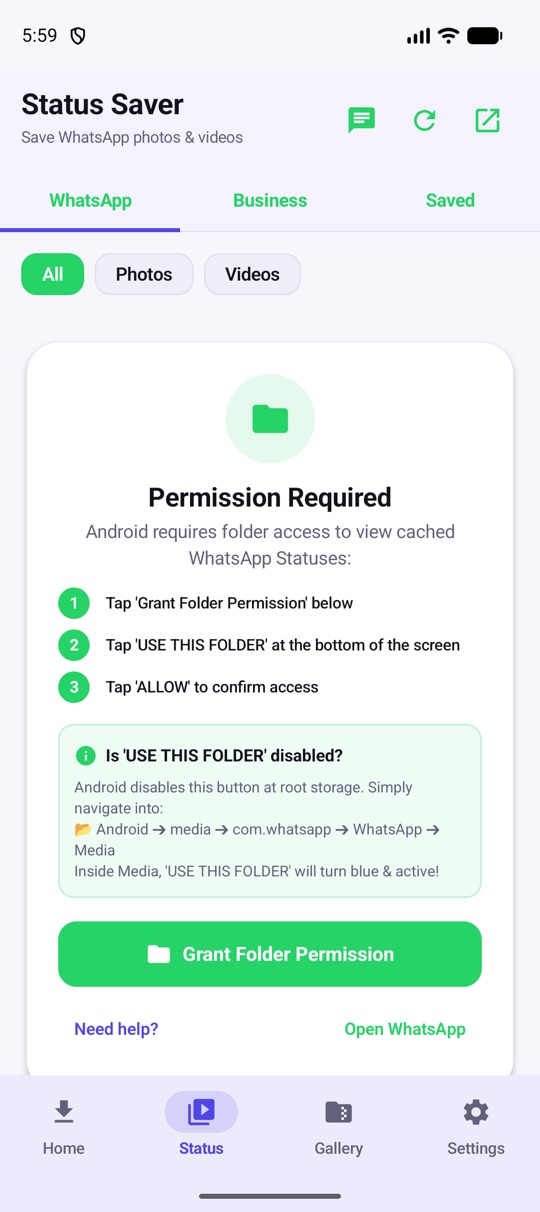 5:59
Status Saver
Save WhatsApp photos & videos
WhatsApp
Business
Saved
All
Photos
Videos
Permission Required
Android requires folder access to view cached
WhatsApp Statuses:
1 Tap 'Grant Folder Permission' below
2 Tap 'USE THIS FOLDER' at the bottom of the screen
3 Tap 'ALLOW' to confirm access
Is 'USE THIS FOLDER' disabled?
Android disables this button at root storage. Simply
navigate into:
📂 Android ➔ media ➔ com.whatsapp ➔ WhatsApp ➔
Media
Inside Media, 'USE THIS FOLDER' will turn blue & active!
Grant Folder Permission
Need help?
Open WhatsApp
Home
Status
Gallery
Settings